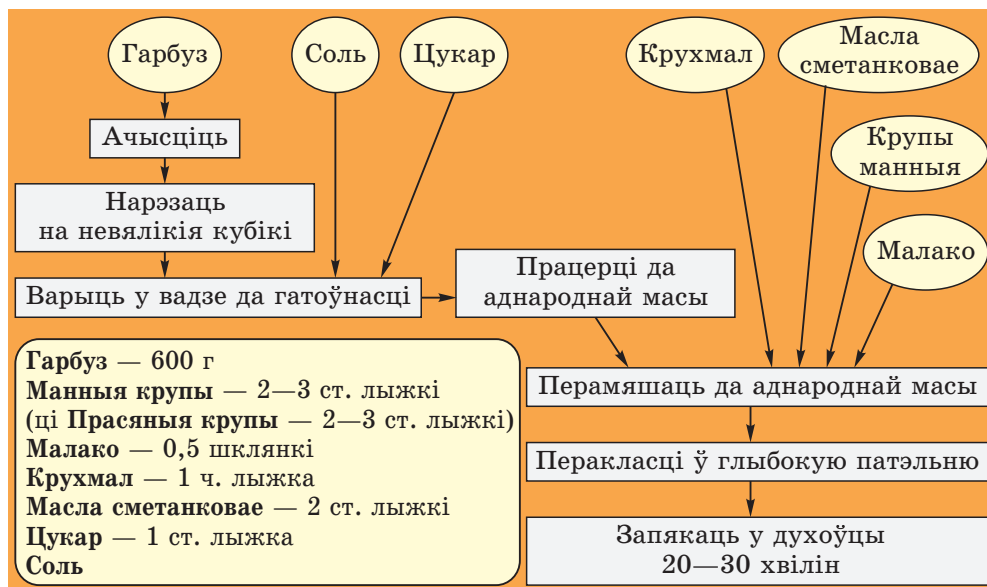 Гарбуз
Соль
Цукар
Крухмал
Масла
сметанковае
Крупы
манныя
Малако
Ачысціць
Нарэзаць
на невялікія кубікі
Варыць у вадзе да гатоўнасці
Працерці да
аднароднай масы
Перамяшаць да аднароднай масы
Перакласці ў глыбокую патэльню
Запякаць у духоўцы
20—30 хвілін
Гарбуз — 600 г
Манныя крупы — 2—3 ст. лыжкі
(ці Прасяныя крупы — 2—3 ст. лыжкі)
Малако — 0,5 шклянкі
Крухмал — 1 ч. лыжка
Масла сметанковае — 2 ст. лыжкі
Цукар — 1 ст. лыжка
Соль